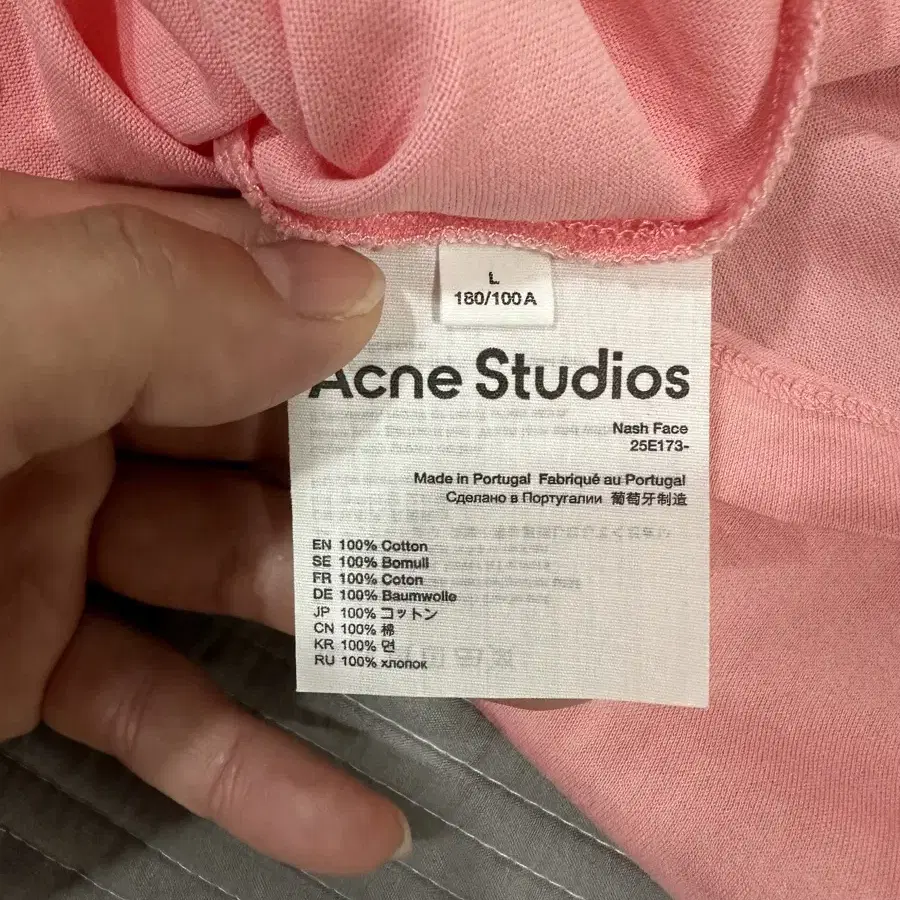 L
180/100A
Acne Studios
Nash Face
25E173-
Made in Portugal Fabriqué au Portugal
Сделано в Португалии 葡萄牙制造
EN 100% Cotton
SE 100% Bomull
FR 100% Coton
DE 100% Baumwolle
JP 100% コットン
CN 100% 棉
KR 100% 면
RU 100% хлопок